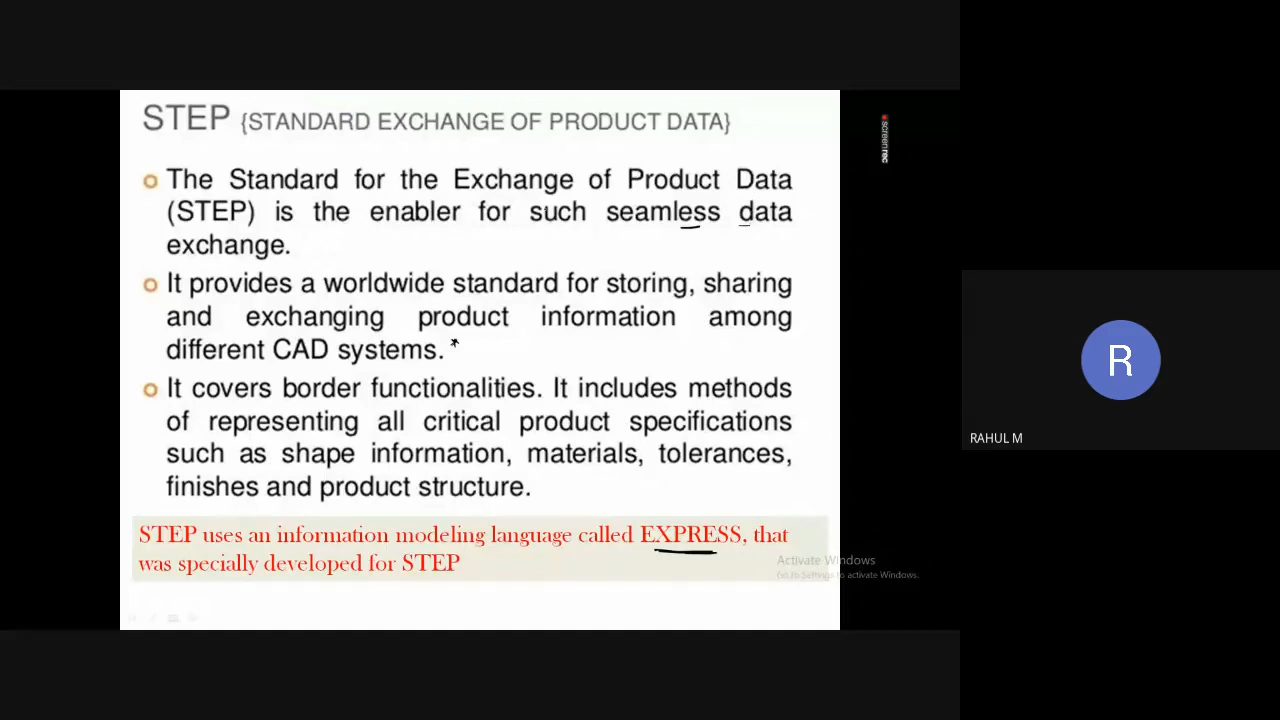 STEP {STANDARD EXCHANGE OF PRODUCT DATA}
The Standard for the Exchange of Product Data
(STEP) is the enabler for such seamless data
exchange.
It provides a worldwide standard for storing, sharing
and exchanging product information among
different CAD systems. *
It covers border functionalities. It includes methods
of representing all critical product specifications
such as shape information, materials, tolerances,
finishes and product structure.
STEP uses an information modeling language called EXPRESS, that
was specially developed for STEP
Activate Windows
Go to Settings to activate Windows.
screenrec
R
RAHUL M